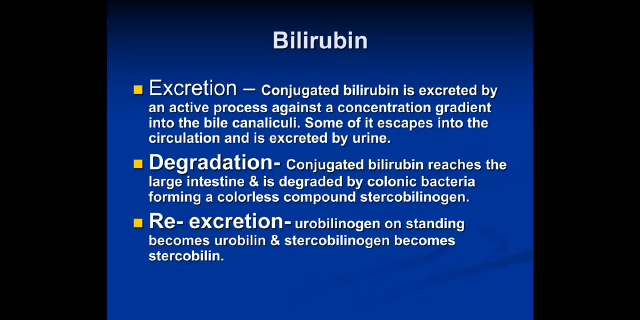 Bilirubin
Excretion – Conjugated bilirubin is excreted by
an active process against a concentration gradient
into the bile canaliculi. Some of it escapes into the
circulation and is excreted by urine.
Degradation- Conjugated bilirubin reaches the
large intestine & is degraded by colonic bacteria
forming a colorless compound stercobilinogen.
Re- excretion- urobilinogen on standing
becomes urobilin & stercobilinogen becomes
stercobilin.